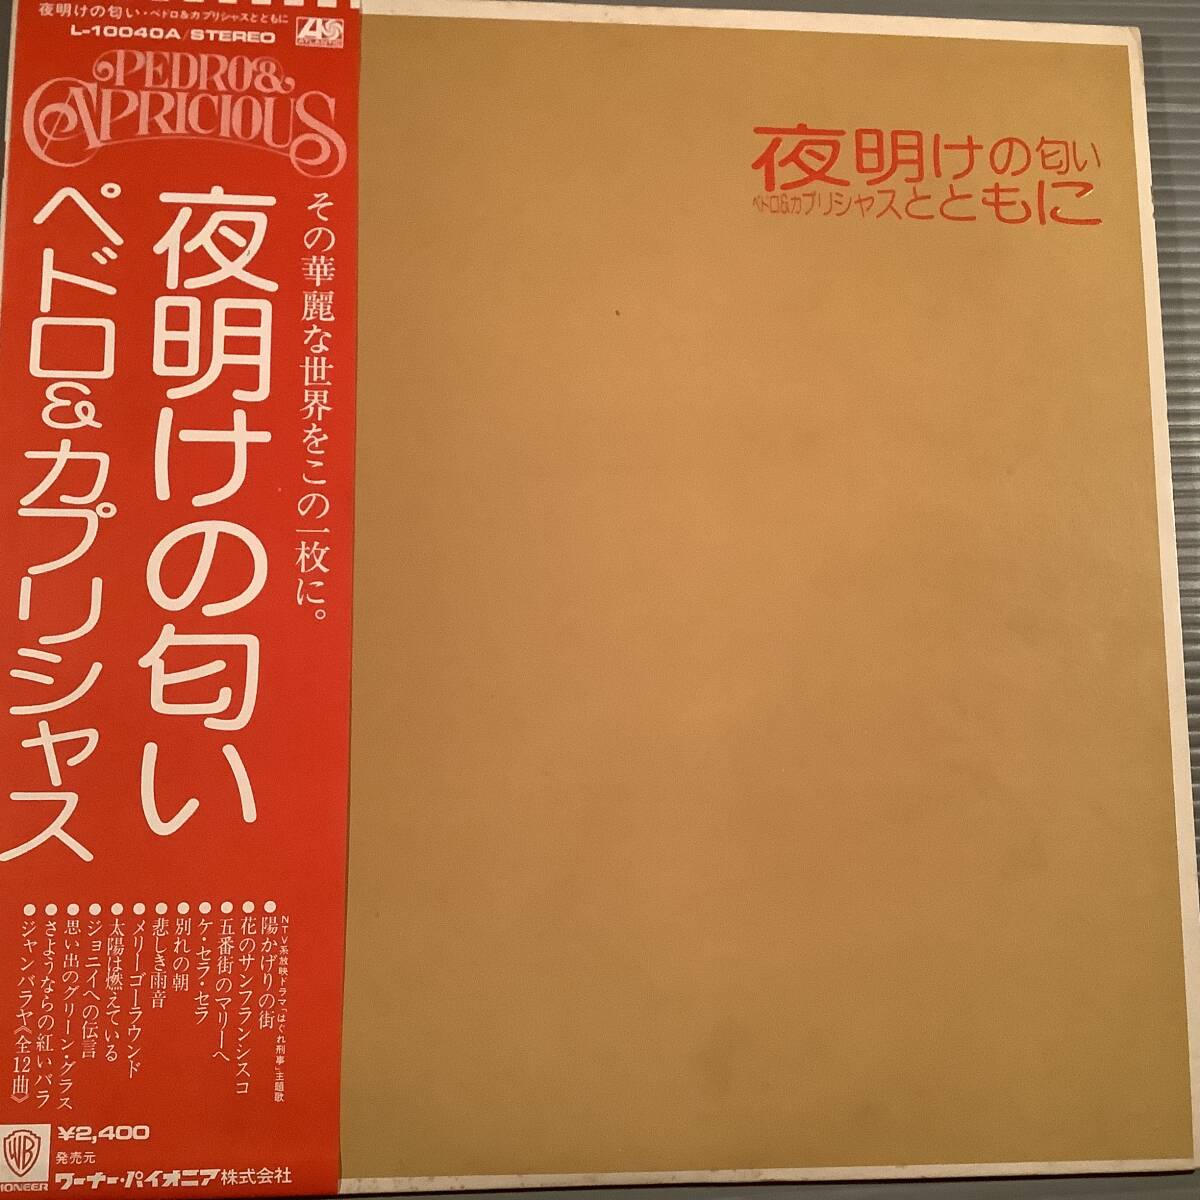 夜明けの匂い・ペドロ&カプリシャスとともに
L-10040A/STEREO
ATLANTIC
PEDRO &
CAPRICIOUS
その華麗な世界をこの一枚に。
夜明けの匂い
ペドロ&カプリシャス
NTV系放映ドラマ「はぐれ刑事」主題歌
●陽かげりの街
●花のサンフランシスコ
●五番街のマリーへ
●ケ・セラ・セラ
●別れの朝
●悲しき雨音
●メリーゴーラウンド
●太陽は燃えている
●ジョニイへの伝言
●思い出のグリーン・グラス
●さようならの紅いバラ
●ジャンバラヤ《全12曲》
¥2,400
発売元
ワーナー・パイオニア株式会社
WB
PIONEER
夜明けの匂い
ペドロ&カプリシャスとともに